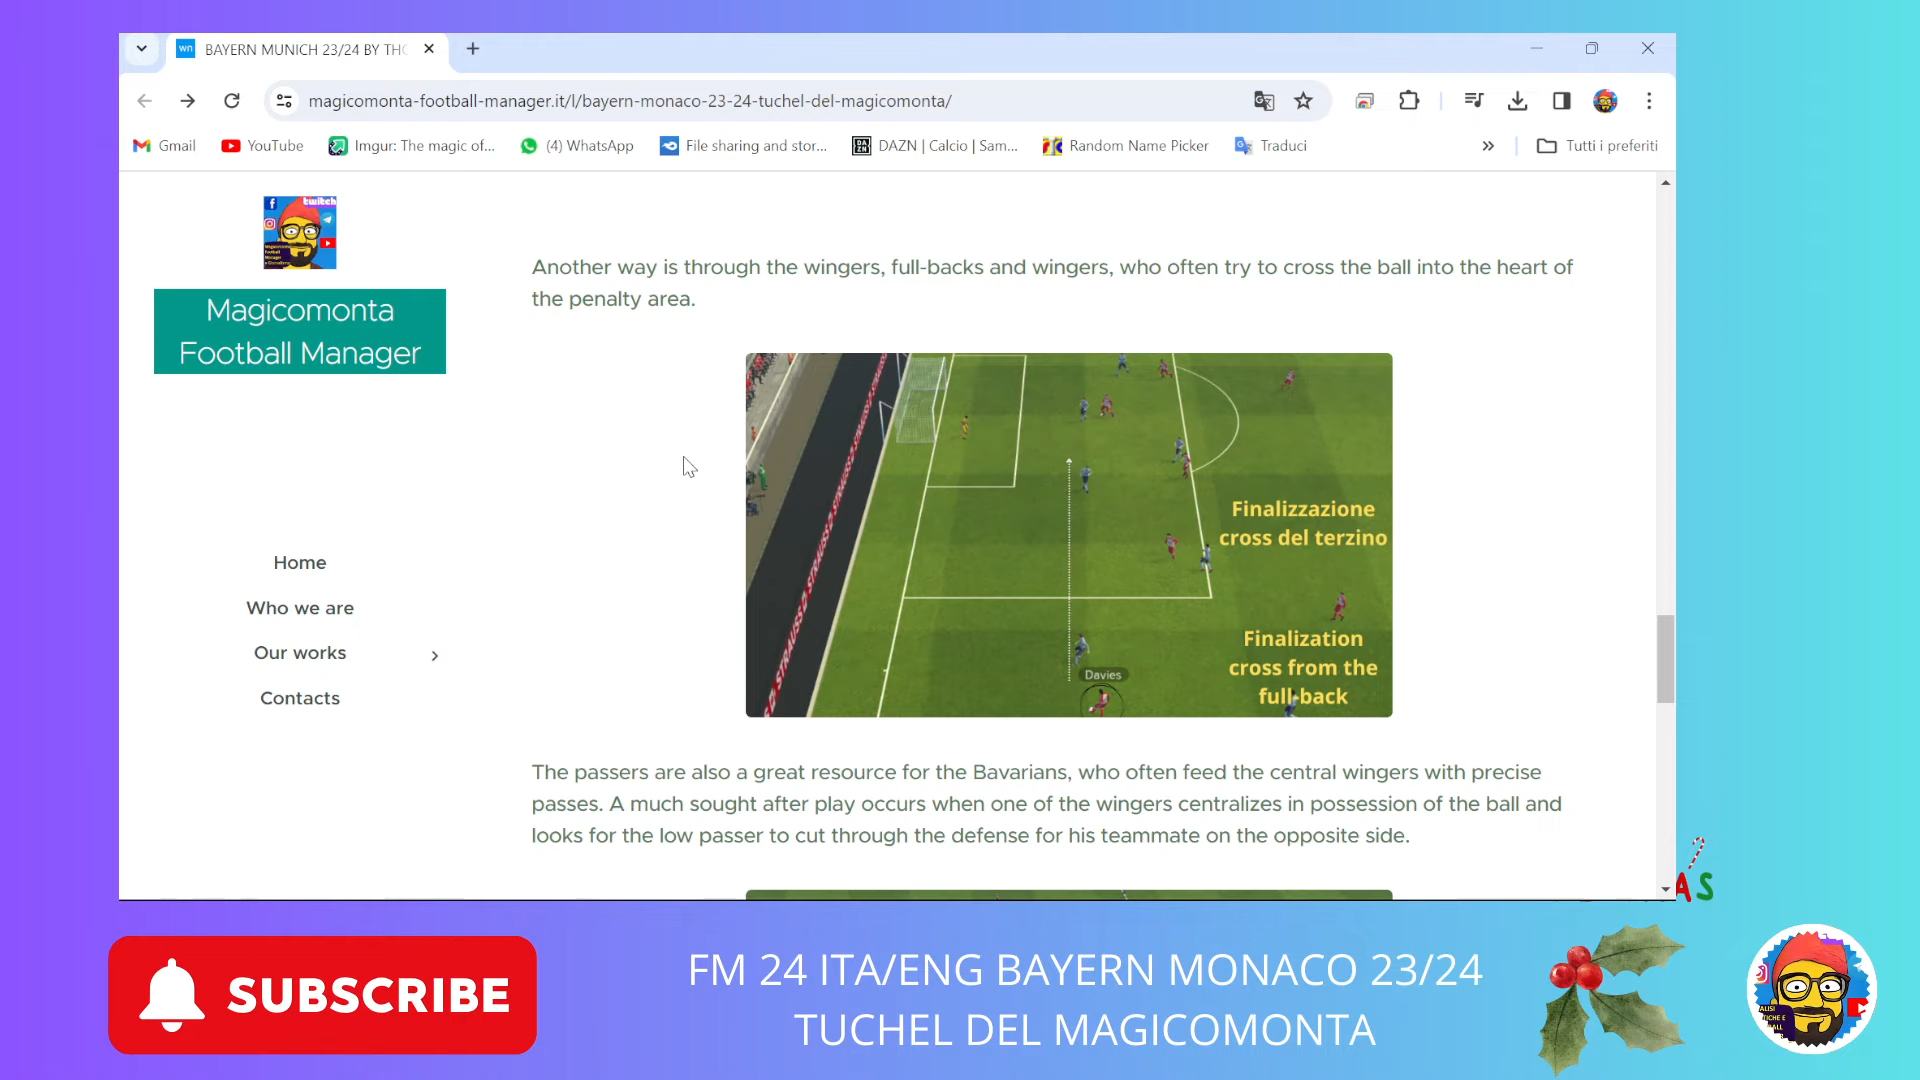 BAYERN MUNICH 23/24 BY THO
magicomonta-football-manager.it/l/bayern-monaco-23-24-tuchel-del-magicomonta/
Gmail
YouTube
Imgur: The magic of...
(4) WhatsApp
File sharing and stor...
DAZN | Calcio | Sam...
Random Name Picker
Traduci
Tutti i preferiti
twitch
Magicomonta
Football Manager
Home
Who we are
Our works
Contacts
Another way is through the wingers, full-backs and wingers, who often try to cross the ball into the heart of
the penalty area.
Finalizzazione
cross del terzino
Finalization
cross from the
full back
Davies
The passers are also a great resource for the Bavarians, who often feed the central wingers with precise
passes. A much sought after play occurs when one of the wingers centralizes in possession of the ball and
looks for the low passer to cut through the defense for his teammate on the opposite side.
AS
SUBSCRIBE
FM 24 ITA/ENG BAYERN MONACO 23/24
TUCHEL DEL MAGICOMONTA